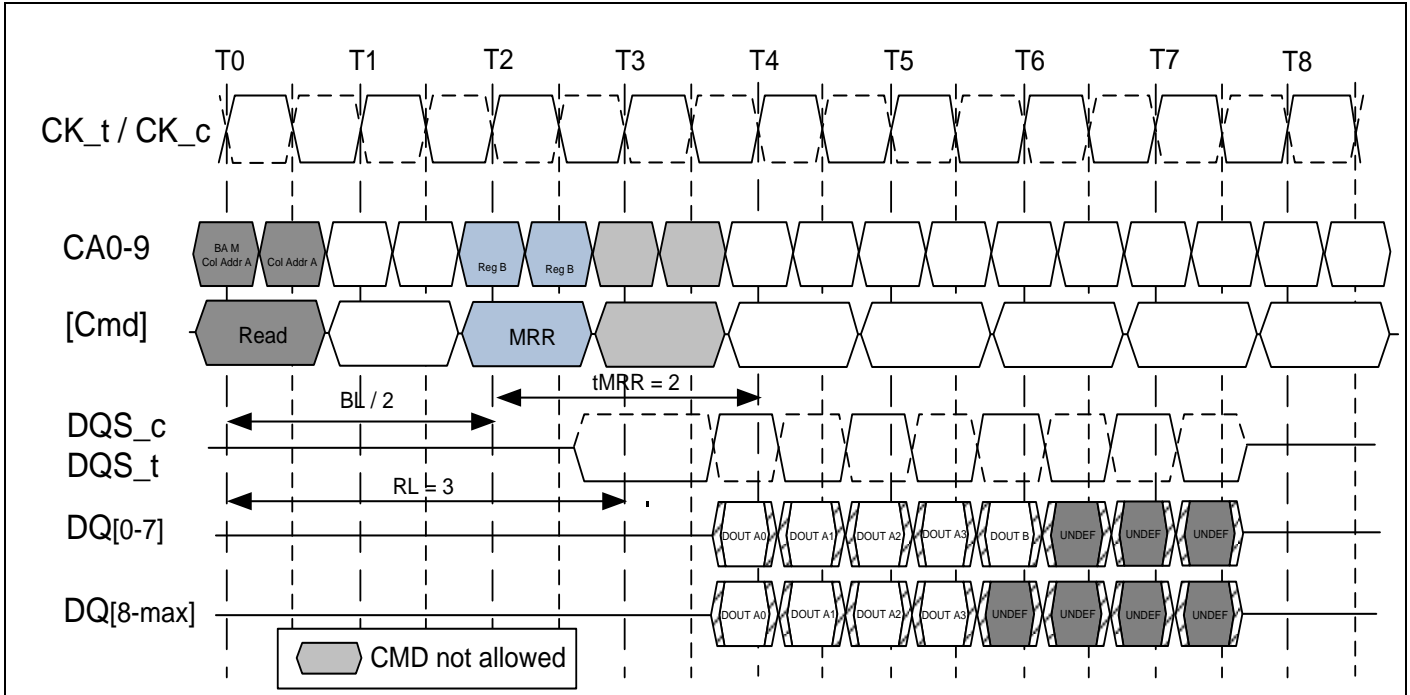 T0 T1 T2 T3 T4 T5 T6 T7 T8
CK_t / CK_c
CA0-9
BA M
Col Addr A
Col Addr A
Reg B
Reg B
[Cmd]
Read
MRR
BL / 2
tMRR = 2
DQS_c
DQS_t
RL = 3
DQ[0-7]
DOUT A0 DOUT A1 DOUT A2 DOUT A3 DOUT B UNDEF UNDEF UNDEF
DQ[8-max]
DOUT A0 DOUT A1 DOUT A2 DOUT A3 UNDEF UNDEF UNDEF UNDEF
CMD not allowed